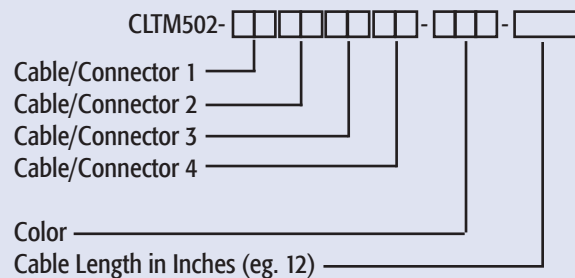 CLTM502- - -
Cable/Connector 1
Cable/Connector 2
Cable/Connector 3
Cable/Connector 4
Color
Cable Length in Inches (eg. 12)